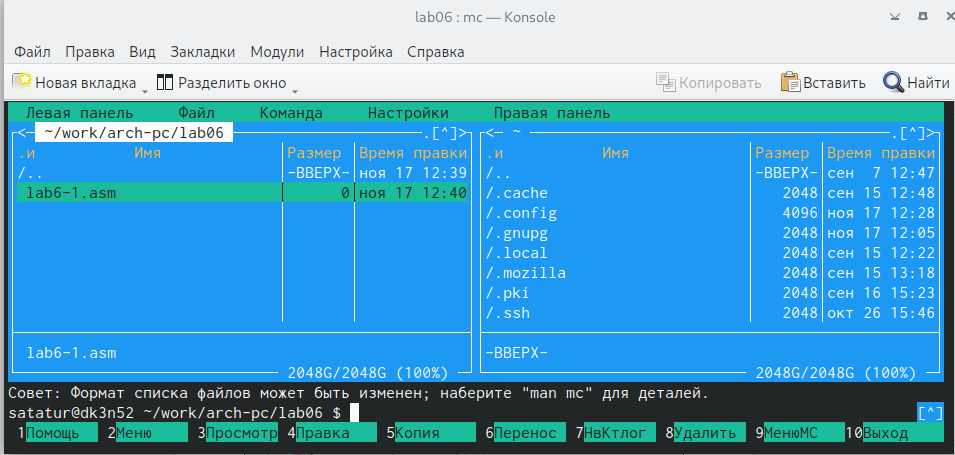 lab06 : mc — Konsole
Файл Правка Вид Закладки Модули Настройка Справка
Новая вкладка Разделить окно Копировать Вставить Найти
Левая панель Файл Команда Настройки Правая панель
<— ~/work/arch-pc/lab06 .[^]> <— ~ .[^]>
.и Имя Размер Время правки .и Имя Размер Время правки
/.. -ВВЕРХ- ноя 17 12:39 /.. -ВВЕРХ- сен 7 12:47
lab6-1.asm 0 ноя 17 12:40 /.cache 2048 сен 15 12:48
/.config 4096 ноя 17 12:28
/.gnupg 2048 ноя 17 12:05
/.local 2048 сен 15 12:22
/.mozilla 2048 сен 15 13:18
/.pki 2048 сен 16 15:23
/.ssh 2048 окт 26 15:46
lab6-1.asm -ВВЕРХ-
2048G/2048G (100%) 2048G/2048G (100%)
Совет: Формат списка файлов может быть изменен; наберите "man mc" для деталей.
satatur@dk3n52 ~/work/arch-pc/lab06 $ [^]
1Помощь 2Меню 3Просмотр 4Правка 5Копия 6Перенос 7НвКтлог 8Удалить 9МенюМС 10Выход